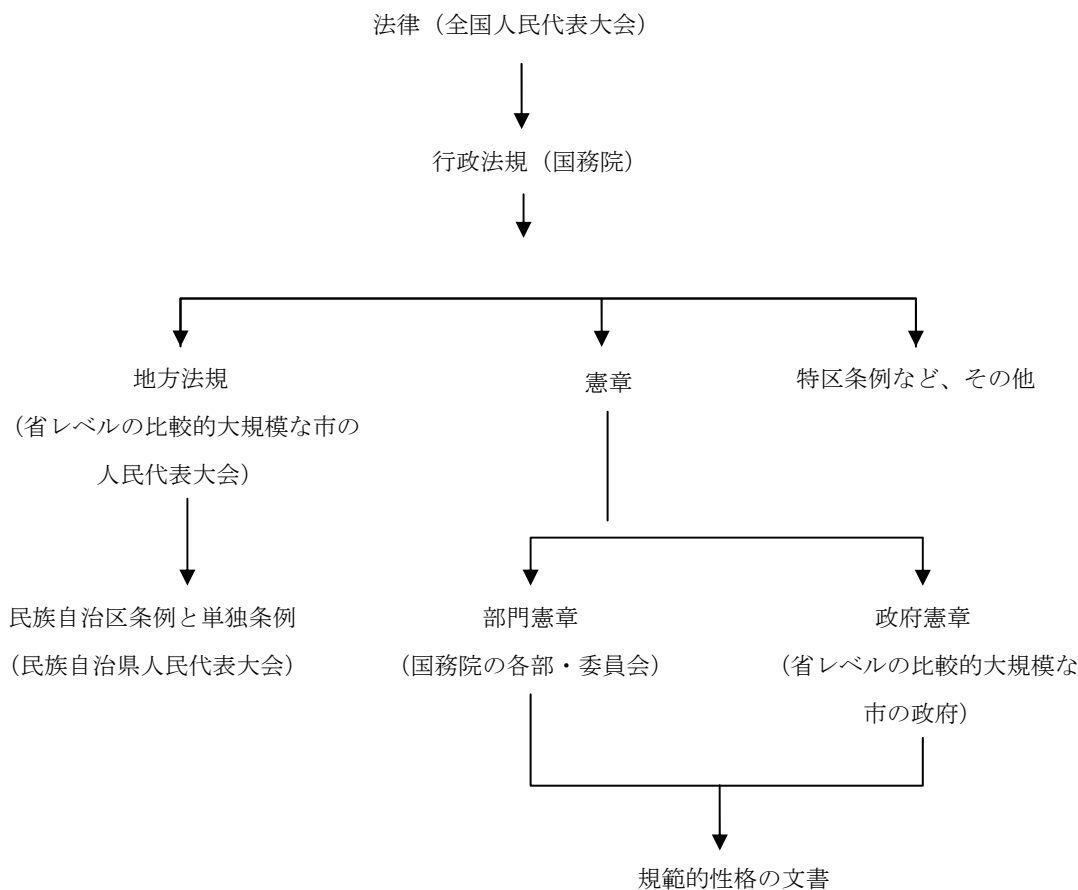 法律（全国人民代表大会）
行政法規（国務院）
地方法規
（省レベルの比較的大規模な市の
人民代表大会）
憲章
特区条例など、その他
民族自治区条例と単独条例
（民族自治県人民代表大会）
部門憲章
（国務院の各部・委員会）
政府憲章
（省レベルの比較的大規模な
市の政府）
規範的性格の文書